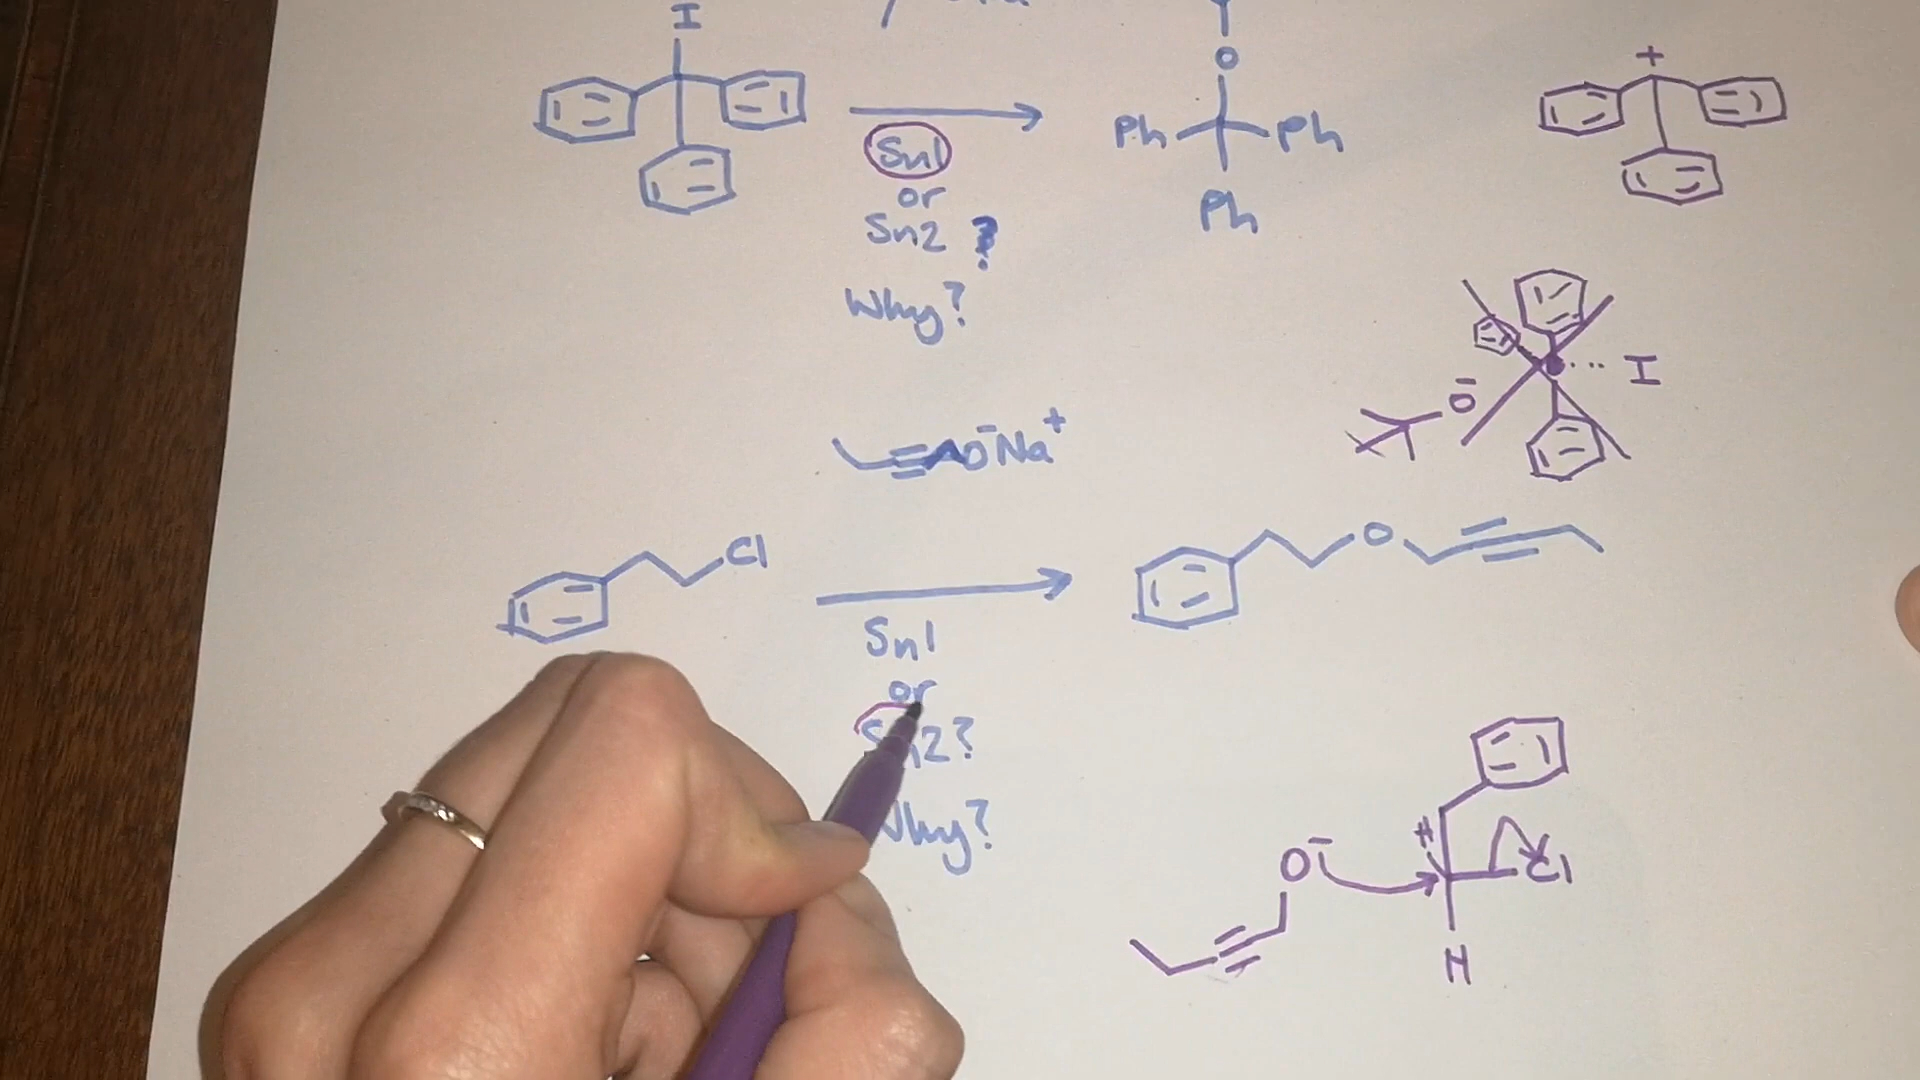 I
O
Ph Ph
Ph
+
Sn1
or
Sn2 ?
Why?
O⁻
I
O⁻Na⁺
Cl
O
Sn1
or
Sn2?
Why?
O⁻
H
Cl
H